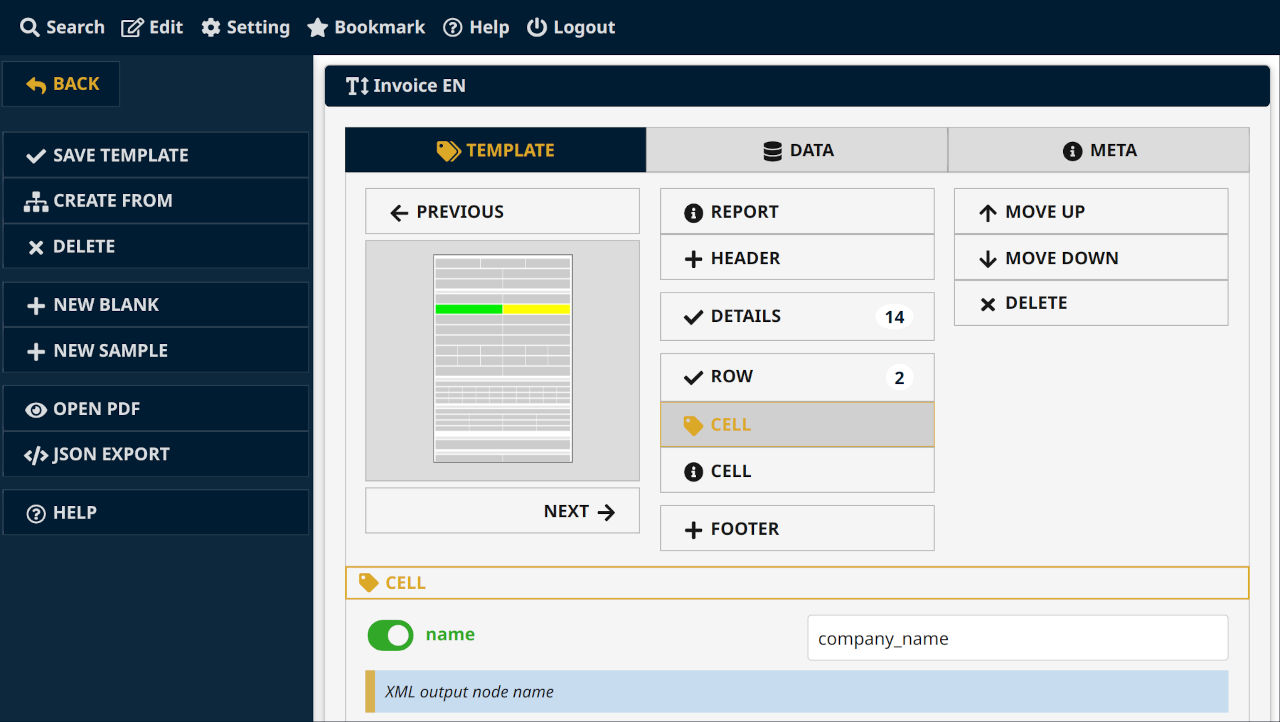 Search Edit Setting Bookmark Help Logout
BACK
SAVE TEMPLATE
CREATE FROM
DELETE
NEW BLANK
NEW SAMPLE
OPEN PDF
JSON EXPORT
HELP
Invoice EN
TEMPLATE DATA META
PREVIOUS
NEXT
REPORT
HEADER
DETAILS 14
ROW 2
CELL
CELL
FOOTER
MOVE UP
MOVE DOWN
DELETE
CELL
name company_name
XML output node name